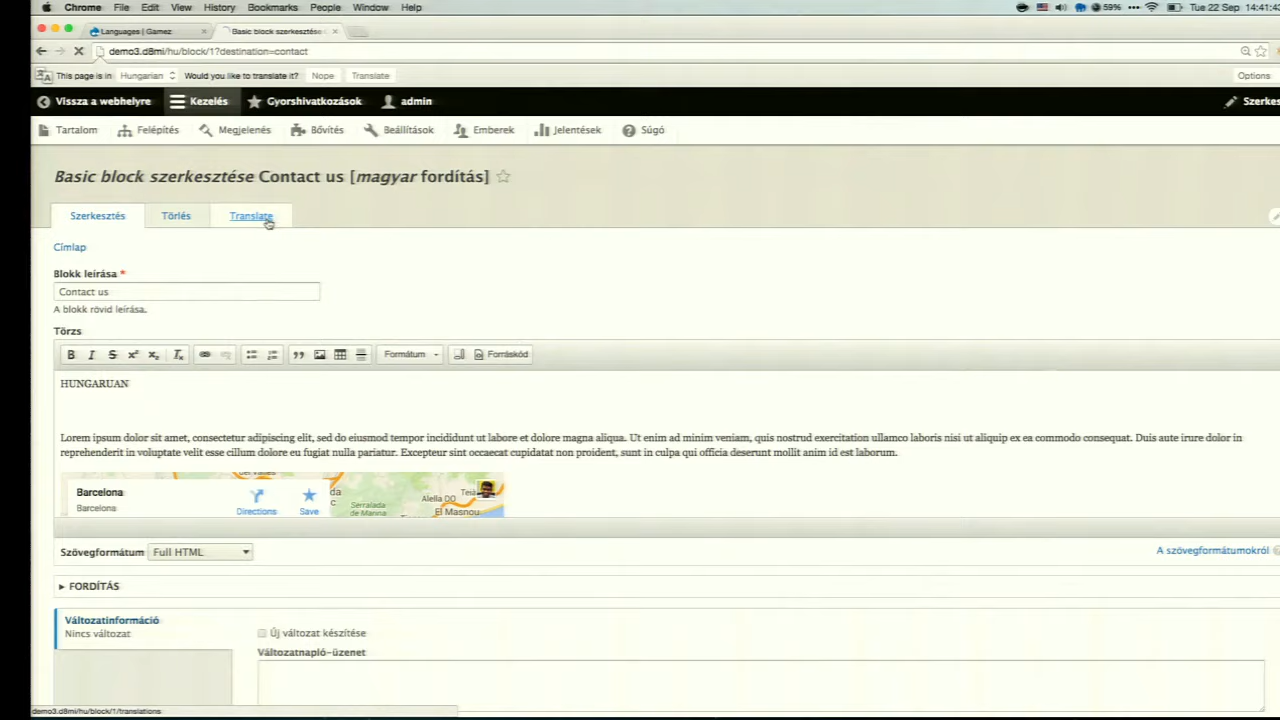 Chrome File Edit View History Bookmarks People Window Help 59% Tue 22 Sep 14:41:43
Languages | Gamez Basic block szerkesztése
demo3.d8mi/hu/block/1?destination=contact
This page is in Hungarian Would you like to translate it? Nope Translate Options
Vissza a webhelyre Kezelés Gyorshivatkozások admin
Tartalom Felépítés Megjelenés Bővítés Beállítások Emberek Jelentések Súgó
Basic block szerkesztése Contact us [magyar fordítás]
Szerkesztés Törlés Translate
Címlap
Blokk leírása *
Contact us
A blokk rövid leírása.
Törzs
Formátum Forráskód
HUNGARUAN
Lorem ipsum dolor sit amet, consectetur adipiscing elit, sed do eiusmod tempor incididunt ut labore et dolore magna aliqua. Ut enim ad minim veniam, quis nostrud exercitation ullamco laboris nisi ut aliquip ex ea commodo consequat. Duis aute irure dolor in
reprehenderit in voluptate velit esse cillum dolore eu fugiat nulla pariatur. Excepteur sint occaecat cupidatat non proident, sunt in culpa qui officia deserunt mollit anim id est laborum.
Barcelona
Barcelona
Directions Save
Serralada
de Marina
Alella DO Teià
El Masnou
Szövegformátum Full HTML A szövegformátumokról
FORDÍTÁS
Változatinformáció
Nincs változat
Új változat készítése
Változatnapló-üzenet
demo3.d8mi/hu/block/1/translations